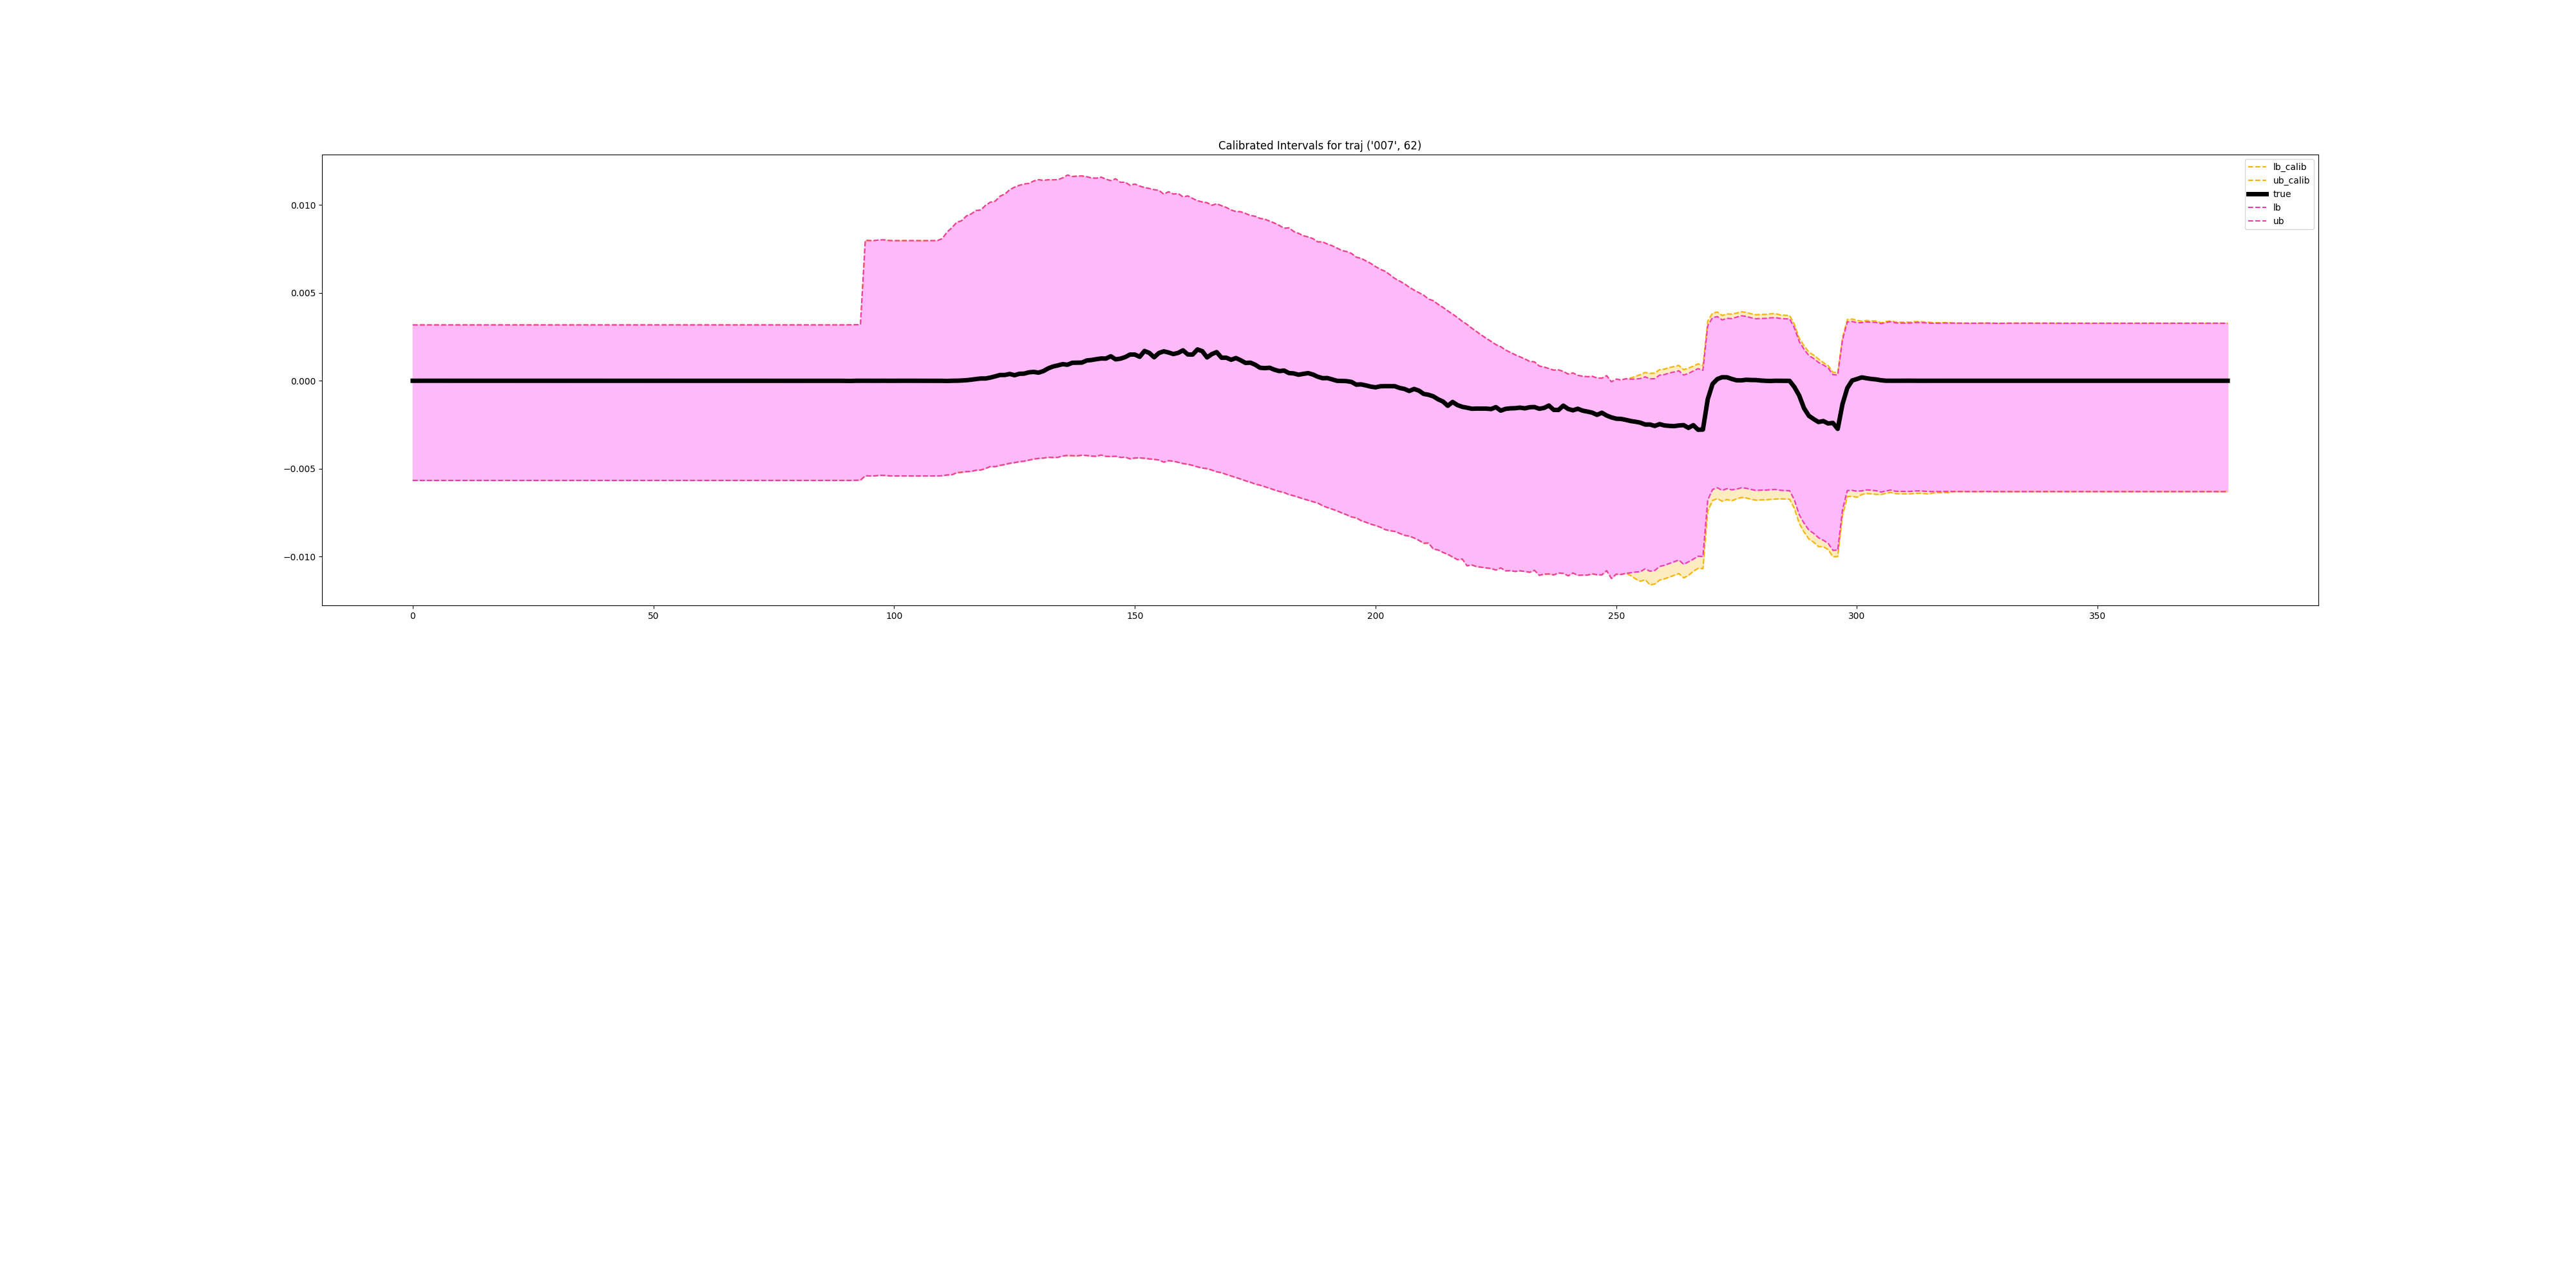 Calibrated Intervals for traj ('007', 62)
lb_calib
ub_calib
true
lb
ub
0.010
0.005
0.000
−0.005
−0.010
0 50 100 150 200 250 300 350